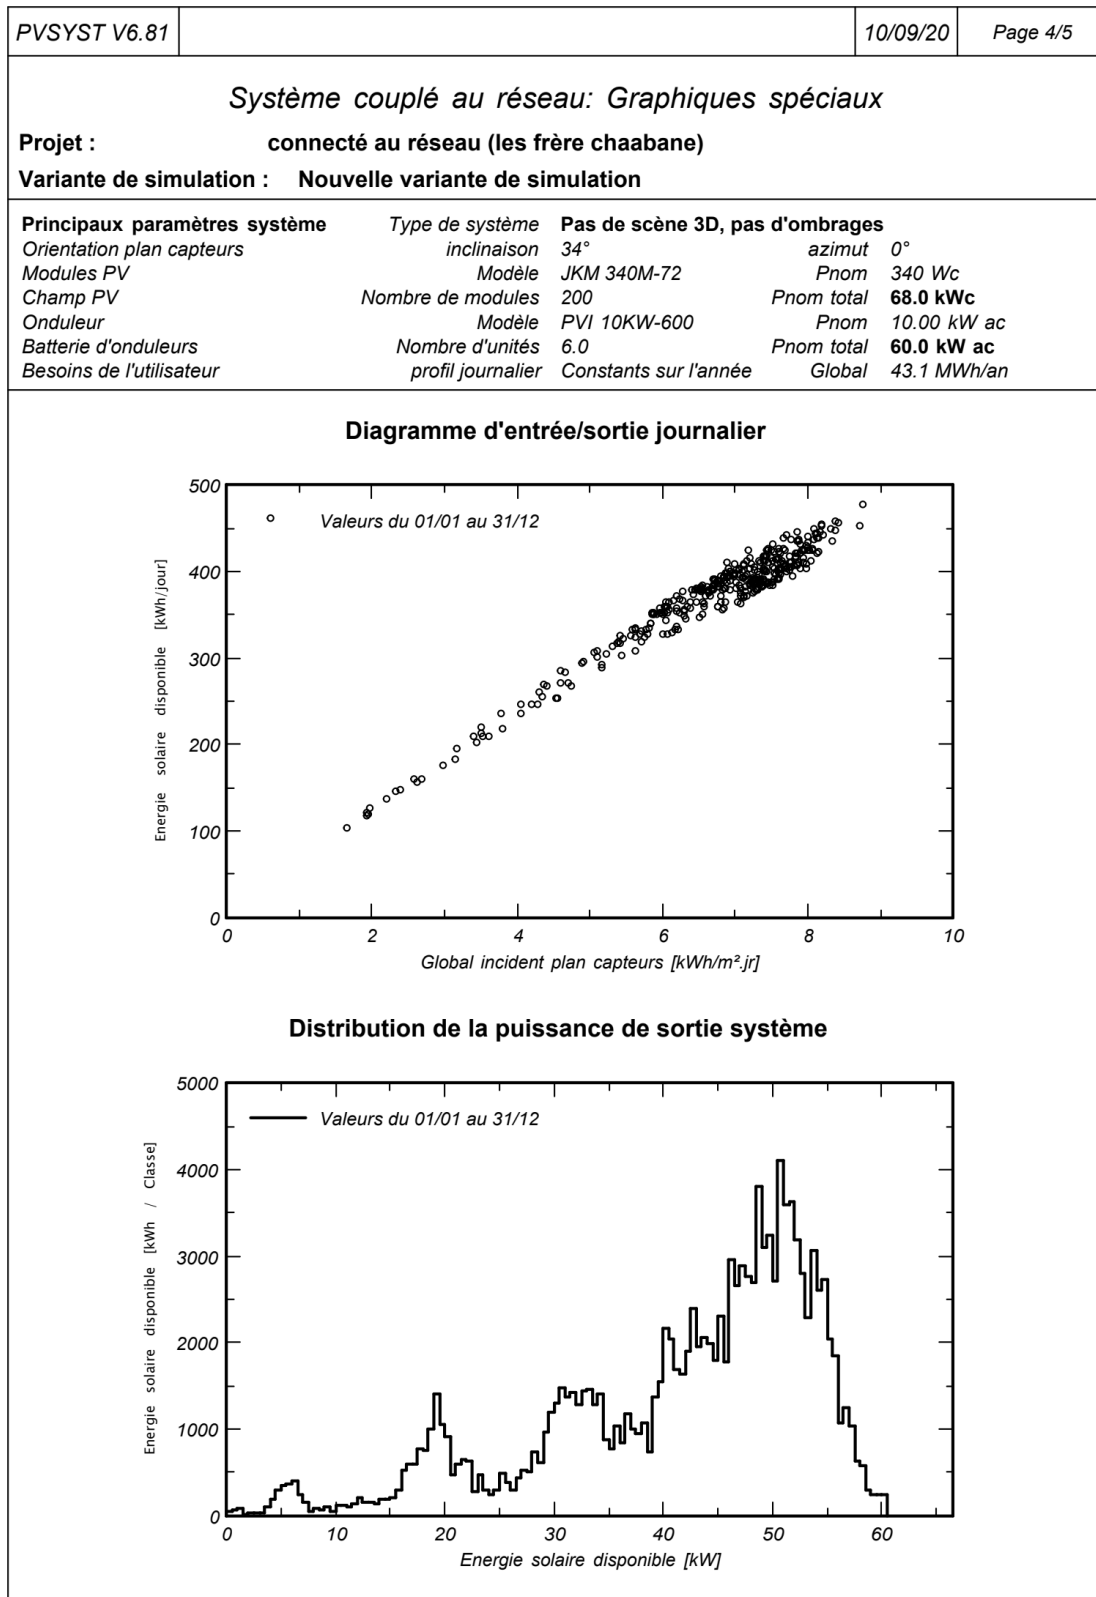 PVSYST V6.81 10/09/20 Page 4/5
Système couplé au réseau: Graphiques spéciaux
Projet : connecté au réseau (les frère chaabane)
Variante de simulation : Nouvelle variante de simulation
Principaux paramètres système Type de système Pas de scène 3D, pas d'ombrages
Orientation plan capteurs inclinaison 34° azimut 0°
Modules PV Modèle JKM 340M-72 Pnom 340 Wc
Champ PV Nombre de modules 200 Pnom total 68.0 kWc
Onduleur Modèle PVI 10KW-600 Pnom 10.00 kW ac
Batterie d'onduleurs Nombre d'unités 6.0 Pnom total 60.0 kW ac
Besoins de l'utilisateur profil journalier Constants sur l'année Global 43.1 MWh/an
Diagramme d'entrée/sortie journalier
500
400
300
200
100
0
Energie solaire disponible [kWh/jour]
Valeurs du 01/01 au 31/12
0 2 4 6 8 10
Global incident plan capteurs [kWh/m².jr]
Distribution de la puissance de sortie système
5000
4000
3000
2000
1000
0
Energie solaire disponible [kWh / Classe]
Valeurs du 01/01 au 31/12
0 10 20 30 40 50 60
Energie solaire disponible [kW]